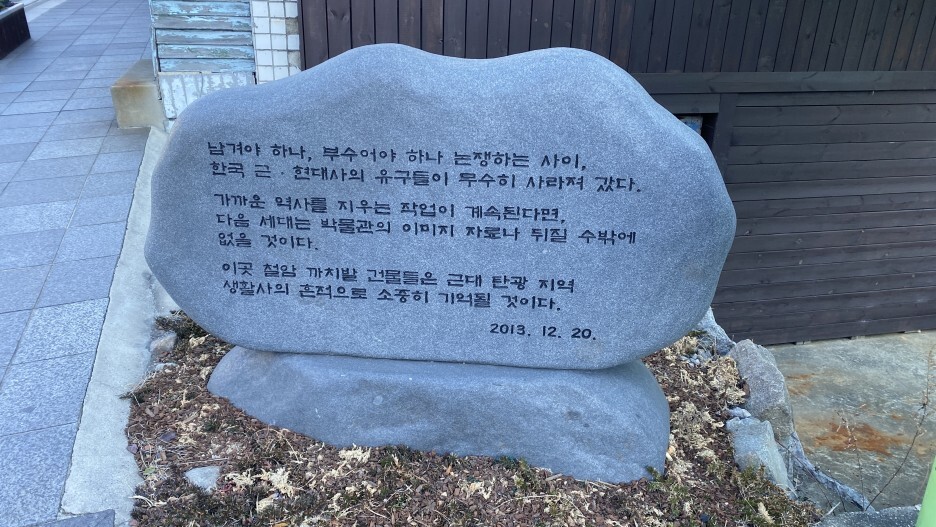 남겨야 하나, 부수어야 하나 논쟁하는 사이,
한국 근·현대사의 유구들이 무수히 사라져 갔다.
가까운 역사를 지우는 작업이 계속된다면,
다음 세대는 박물관의 이미지 자료나 뒤질 수밖에
없을 것이다.
이곳 철암 까치발 건물들은 근대 탄광 지역
생활사의 흔적으로 소중히 기억될 것이다.
2013. 12. 20.